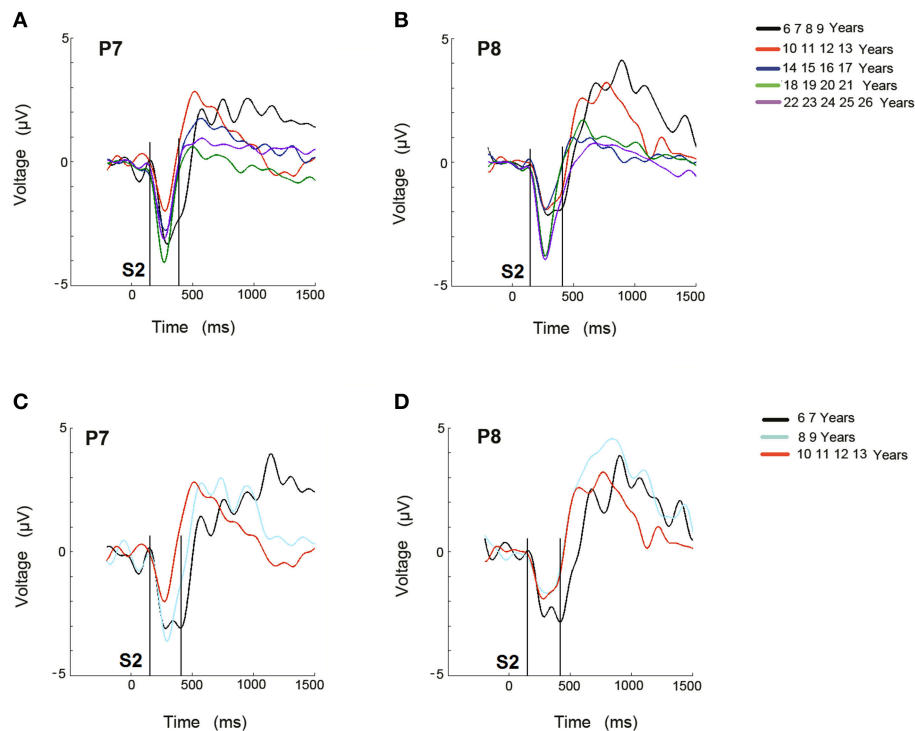 A
B
P7
P8
5
0
-5
Voltage (µV)
S2
0 500 1000 1500
Time (ms)
5
0
-5
Voltage (µV)
S2
0 500 1000 1500
Time (ms)
6 7 8 9 Years
10 11 12 13 Years
14 15 16 17 Years
18 19 20 21 Years
22 23 24 25 26 Years
C
D
P7
P8
5
0
-5
Voltage (µV)
S2
0 500 1000 1500
Time (ms)
5
0
-5
Voltage (µV)
S2
0 500 1000 1500
Time (ms)
6 7 Years
8 9 Years
10 11 12 13 Years